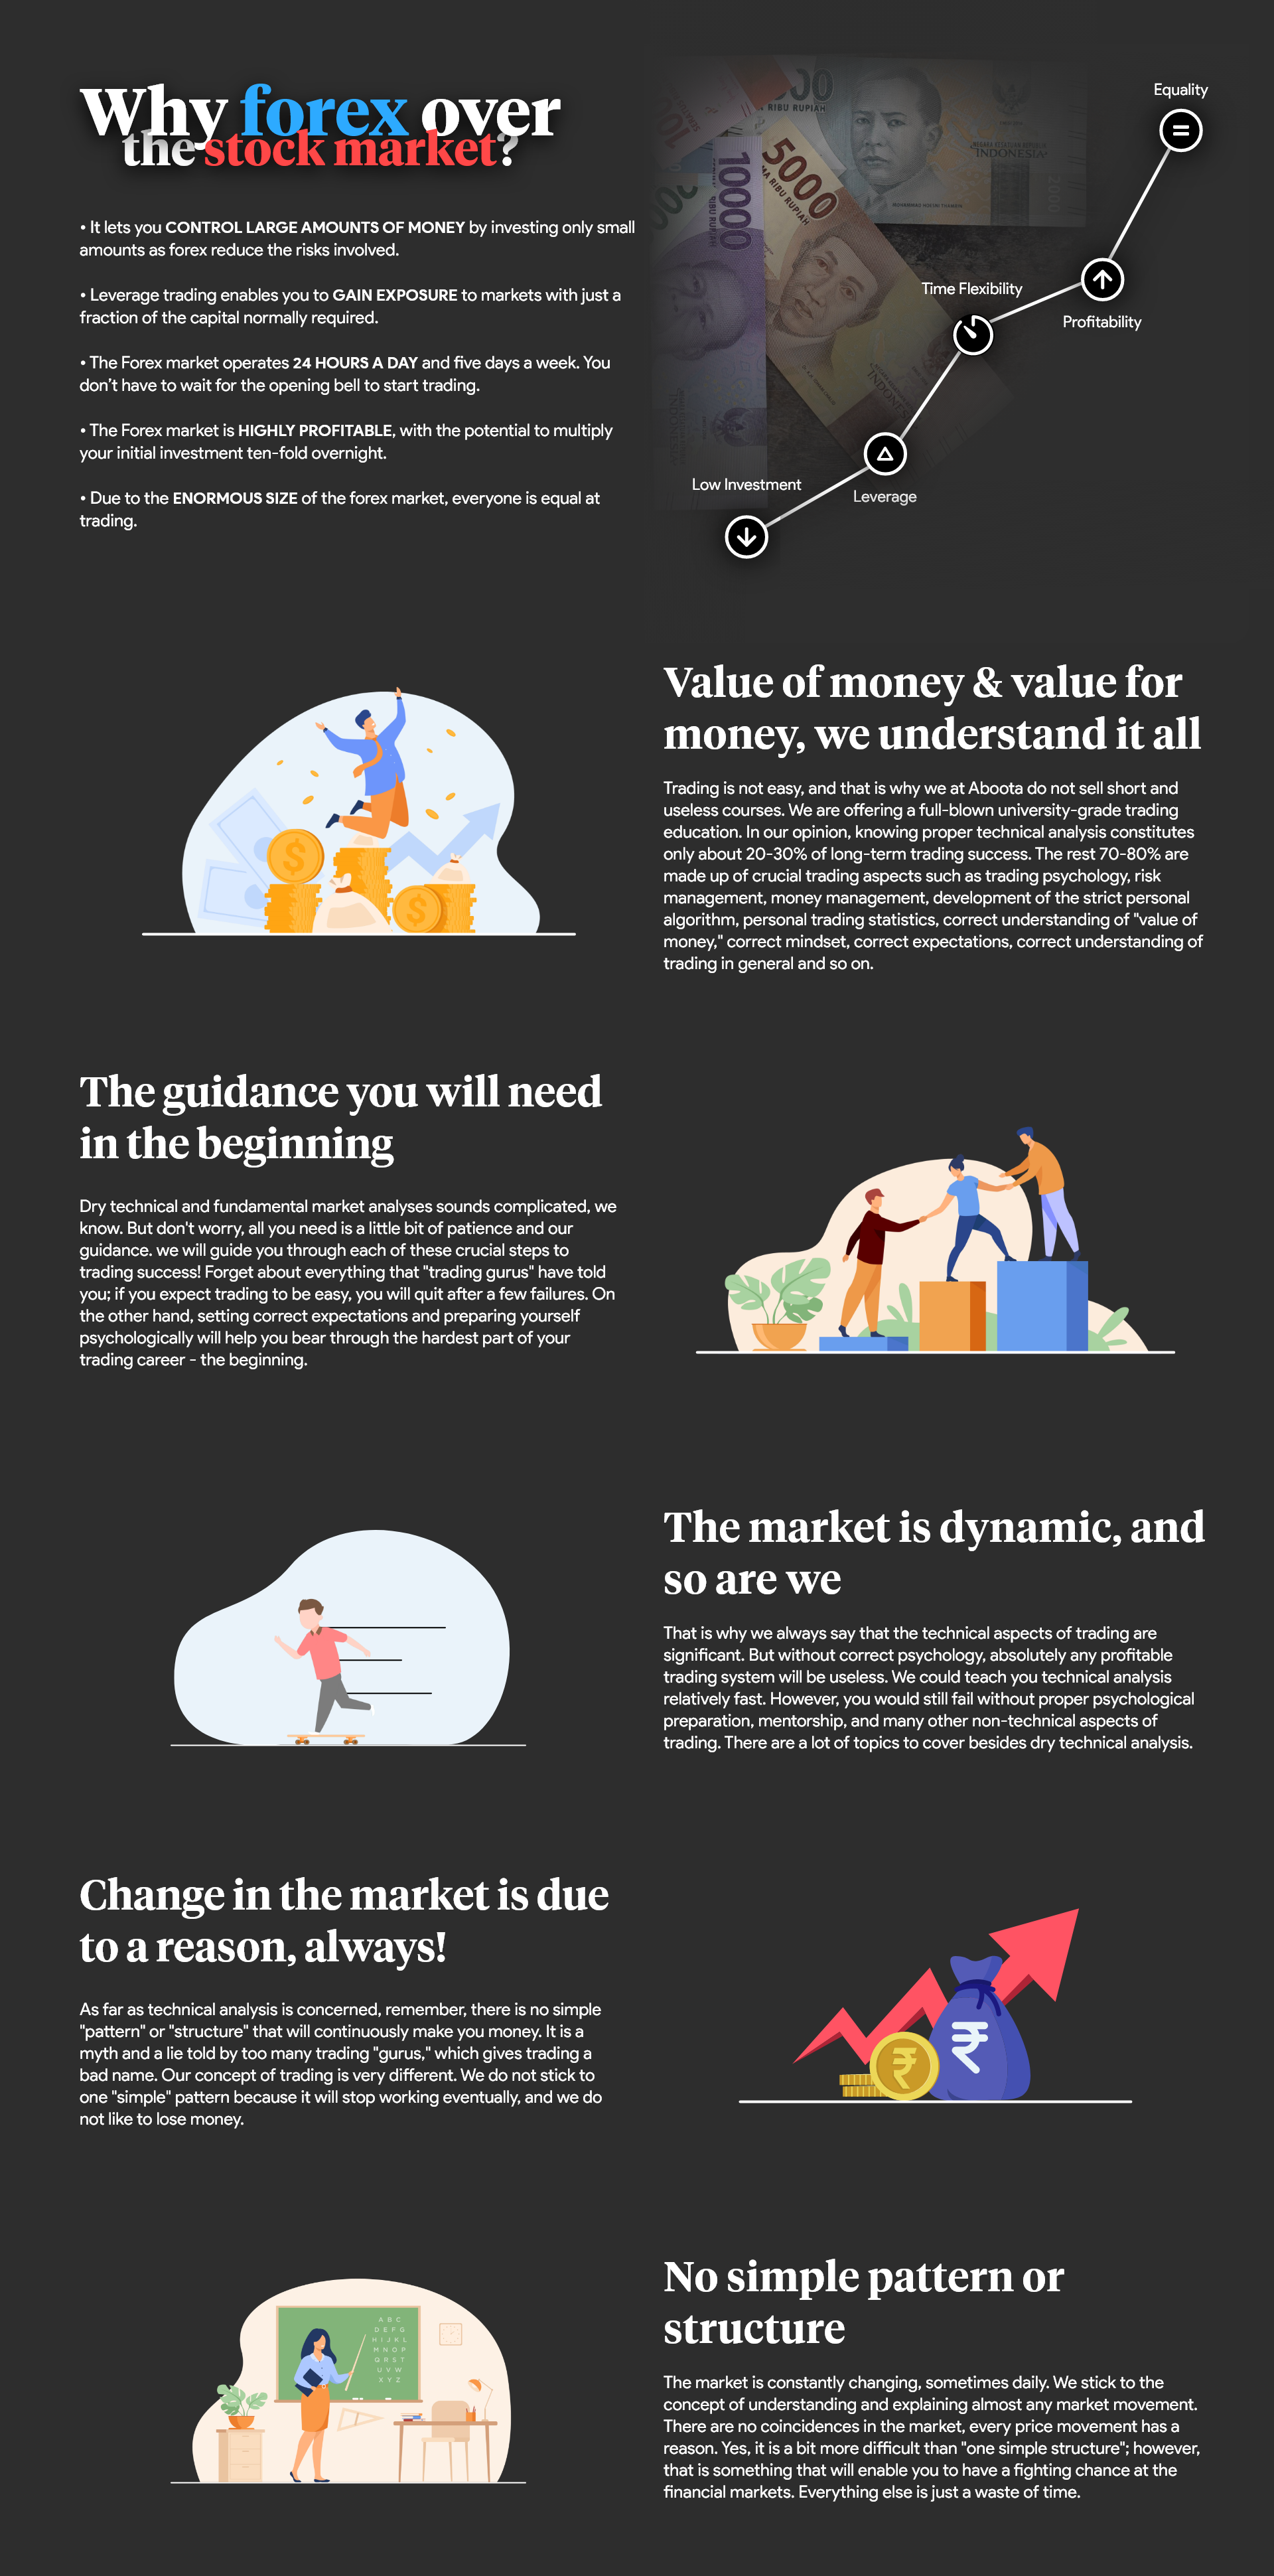 Why forex over
the stock market?
• It lets you CONTROL LARGE AMOUNTS OF MONEY by investing only small
amounts as forex reduce the risks involved.
• Leverage trading enables you to GAIN EXPOSURE to markets with just a
fraction of the capital normally required.
• The Forex market operates 24 HOURS A DAY and five days a week. You
don't have to wait for the opening bell to start trading.
• The Forex market is HIGHLY PROFITABLE, with the potential to multiply
your initial investment ten-fold overnight.
• Due to the ENORMOUS SIZE of the forex market, everyone is equal at
trading.
RIBU RUPIAH
INDONESIA
10000
5000
RIBU RUPIAH
Equality
Time Flexibility
Profitability
Low Investment
Leverage
Value of money & value for
money, we understand it all
Trading is not easy, and that is why we at Aboota do not sell short and
useless courses. We are offering a full-blown university-grade trading
education. In our opinion, knowing proper technical analysis constitutes
only about 20-30% of long-term trading success. The rest 70-80% are
made up of crucial trading aspects such as trading psychology, risk
management, money management, development of the strict personal
algorithm, personal trading statistics, correct understanding of "value of
money," correct mindset, correct expectations, correct understanding of
trading in general and so on.
The guidance you will need
in the beginning
Dry technical and fundamental market analyses sounds complicated, we
know. But don't worry, all you need is a little bit of patience and our
guidance. we will guide you through each of these crucial steps to
trading success! Forget about everything that "trading gurus" have told
you; if you expect trading to be easy, you will quit after a few failures. On
the other hand, setting correct expectations and preparing yourself
psychologically will help you bear through the hardest part of your
trading career - the beginning.
The market is dynamic, and
so are we
That is why we always say that the technical aspects of trading are
significant. But without correct psychology, absolutely any profitable
trading system will be useless. We could teach you technical analysis
relatively fast. However, you would still fail without proper psychological
preparation, mentorship, and many other non-technical aspects of
trading. There are a lot of topics to cover besides dry technical analysis.
Change in the market is due
to a reason, always!
As far as technical analysis is concerned, remember, there is no simple
"pattern" or "structure" that will continuously make you money. It is a
myth and a lie told by too many trading "gurus," which gives trading a
bad name. Our concept of trading is very different. We do not stick to
one "simple" pattern because it will stop working eventually, and we do
not like to lose money.
₹
₹
A B C
D E F G
H I J K L
M N O P
Q R S T
U V W
X Y Z
No simple pattern or
structure
The market is constantly changing, sometimes daily. We stick to the
concept of understanding and explaining almost any market movement.
There are no coincidences in the market, every price movement has a
reason. Yes, it is a bit more difficult than "one simple structure"; however,
that is something that will enable you to have a fighting chance at the
financial markets. Everything else is just a waste of time.